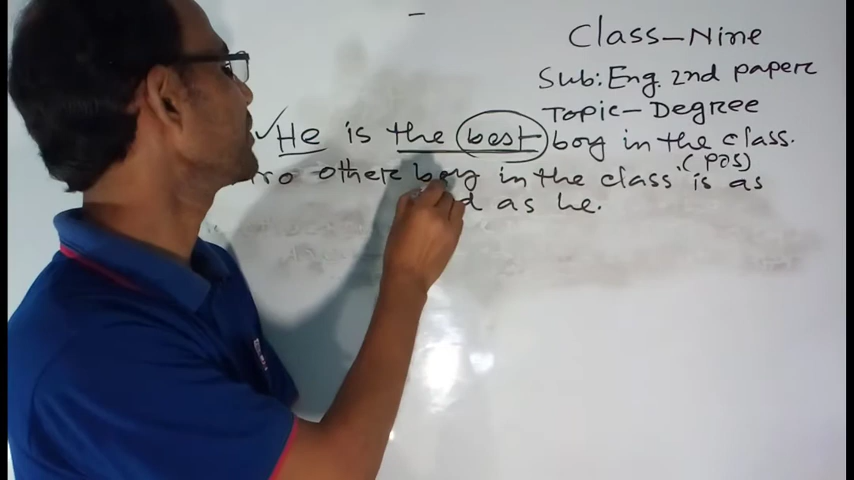 Class-Nine
Sub: Eng. 2nd paper
Topic-Degree
✓ He is the best boy in the class.
other boy in the class (pos) is as
as he.